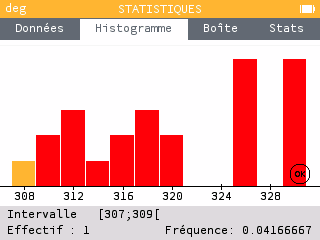 deg STATISTIQUES
Données Histogramme Boîte Stats
OK
308 312 316 320 324 328
Intervalle [307;309[
Effectif : 1 Fréquence: 0.04166667